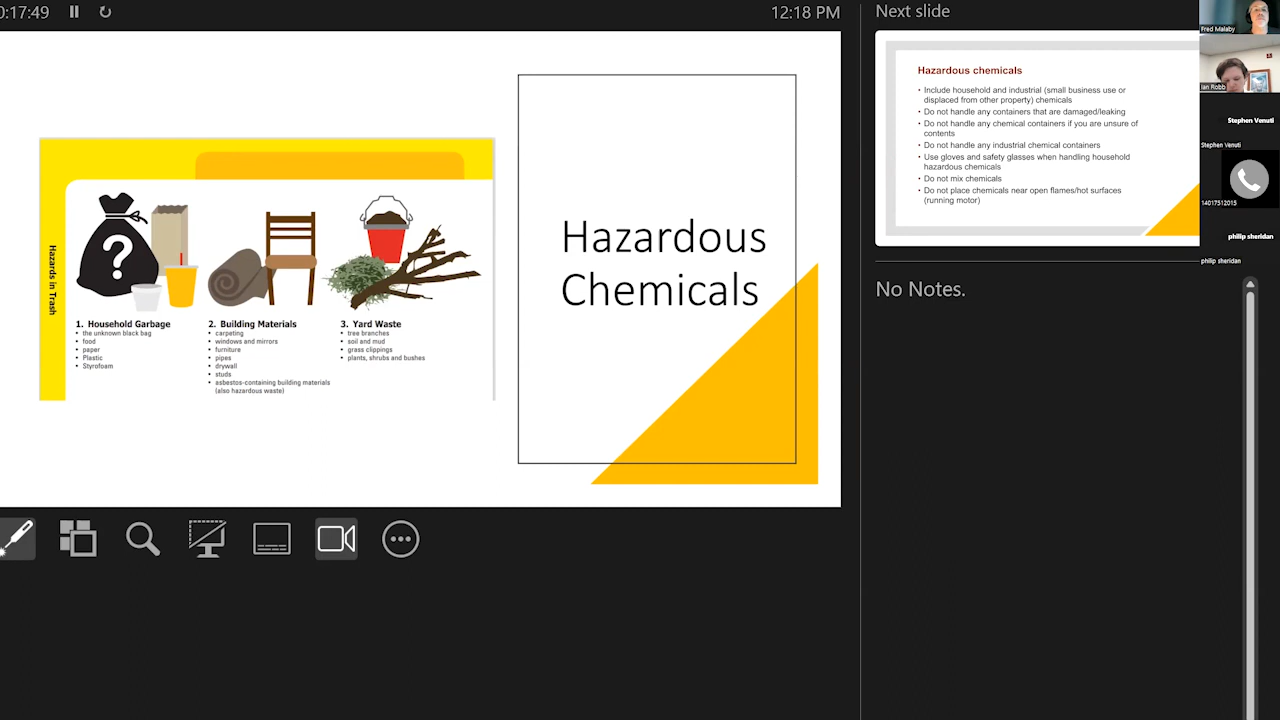 0:17:49
12:18 PM
Hazards in Trash
?
1. Household Garbage
• the unknown black bag
• food
• paper
• Plastic
• Styrofoam
2. Building Materials
• carpeting
• windows and mirrors
• furniture
• pipes
• drywall
• studs
• asbestos-containing building materials
(also hazardous waste)
3. Yard Waste
• tree branches
• soil and mud
• grass clippings
• plants, shrubs and bushes
Hazardous
Chemicals
Next slide
Hazardous chemicals
• Include household and industrial (small business use or
displaced from other property) chemicals
• Do not handle any containers that are damaged/leaking
• Do not handle any chemical containers if you are unsure of
contents
• Do not handle any industrial chemical containers
• Use gloves and safety glasses when handling household
hazardous chemicals
• Do not mix chemicals
• Do not place chemicals near open flames/hot surfaces
(running motor)
No Notes.
Fred Malaby
Ian Robb
Stephen Venuti
Stephen Venuti
14017512015
philip sheridan
philip sheridan